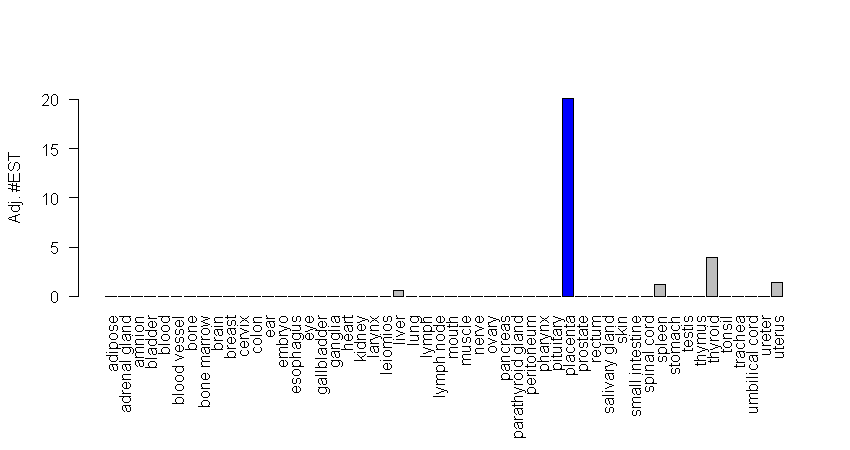 Adj. #EST
20
15
10
5
0
adipose
adrenal gland
amnion
bladder
blood
blood vessel
bone
bone marrow
brain
breast
cervix
colon
ear
embryo
esophagus
eye
gallbladder
ganglia
heart
kidney
larynx
leiomios
liver
lung
lymph
lymph node
mouth
muscle
nerve
ovary
pancreas
parathyroid gland
peritoneum
pharynx
pituitary
placenta
prostate
rectum
salivary gland
skin
small intestine
spinal cord
spleen
stomach
testis
thymus
thyroid
tonsil
trachea
umbilical cord
ureter
uterus